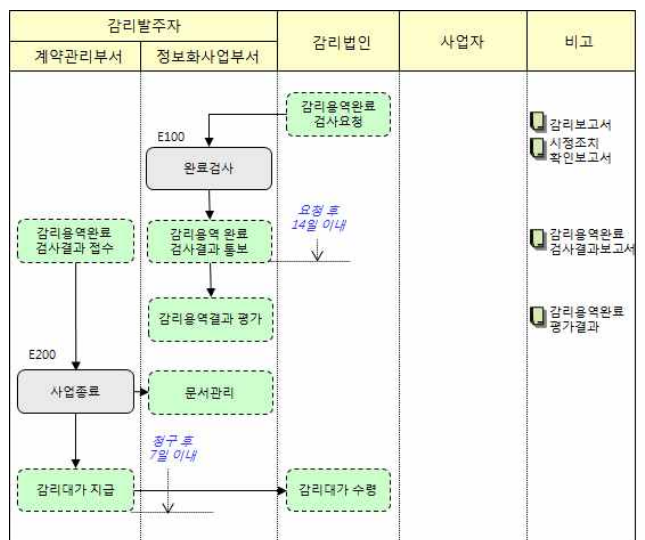 감리발주자
감리법인
사업자
비고
계약관리부서
정보화사업부서
감리용역완료
검사요청
감리보고서
시정조치
확인보고서
E100
완료검사
요청 후
14일 이내
감리용역완료
검사결과 접수
감리용역 완료
검사결과 통보
감리용역완료
검사결과보고서
감리용역결과 평가
감리용역완료
평가결과
E200
사업종료
문서관리
청구 후
7일 이내
감리대가 지급
감리대가 수령